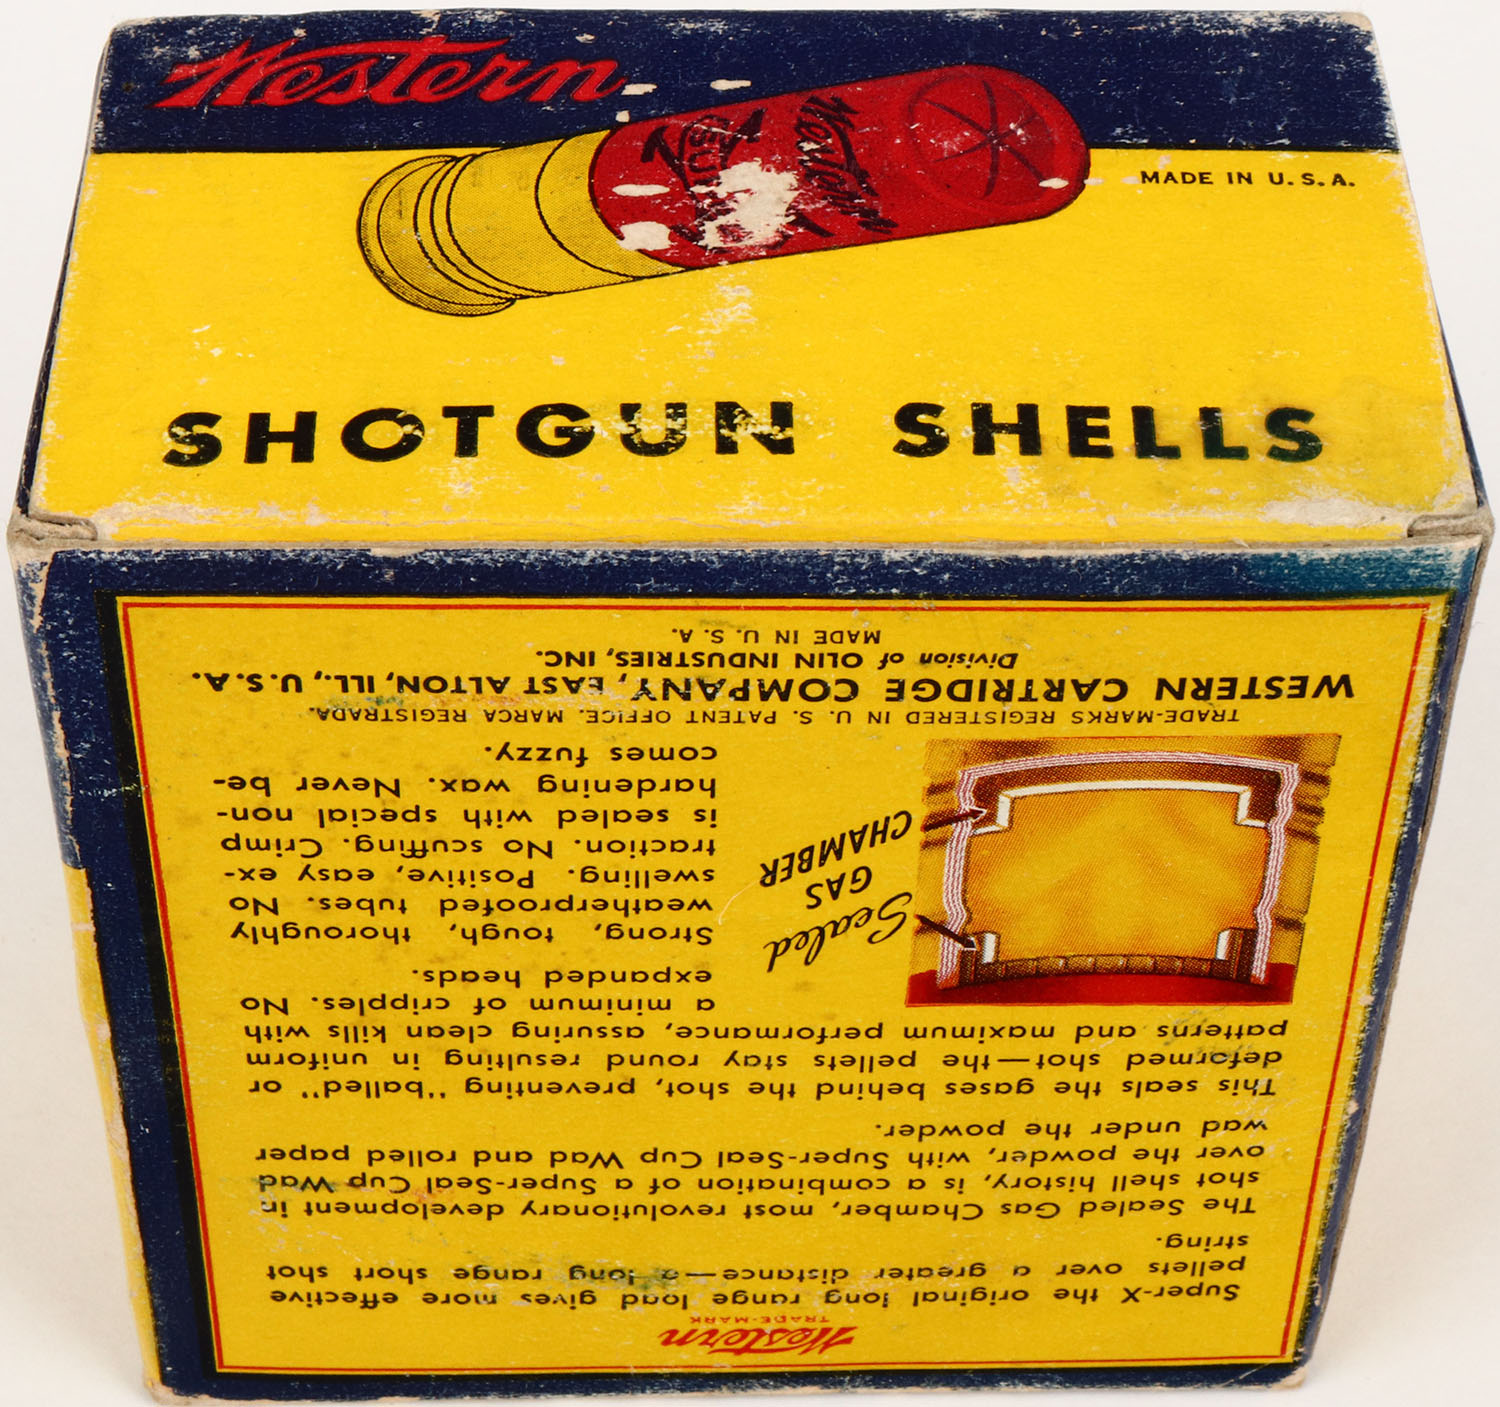 Western
Western
MADE IN U.S.A.
SHOTGUN SHELLS
Western
TRADE-MARK
Super-X the original long range load gives more effective
pellets over a greater distance—a long range short shot
string.
The Sealed Gas Chamber, most revolutionary development in
shot shell history, is a combination of a Super-Seal Cup Wad
over the powder, with Super-Seal Cup Wad and rolled paper
wad under the powder.
This seals the gases behind the shot, preventing "balled" or
deformed shot—the pellets stay round resulting in uniform
patterns and maximum performance, assuring clean kills with
a minimum of cripples. No
expanded heads.
Strong, tough, thoroughly
weatherproofed tubes. No
swelling. Positive, easy ex-
traction. No scuffing. Crimp
is sealed with special non-
hardening wax. Never be-
comes fuzzy.
Sealed
GAS
CHAMBER
TRADE-MARKS REGISTERED IN U. S. PATENT OFFICE. MARCA REGISTRADA.
WESTERN CARTRIDGE COMPANY, EAST ALTON, ILL., U.S.A.
Division of OLIN INDUSTRIES, INC.
MADE IN U. S. A.